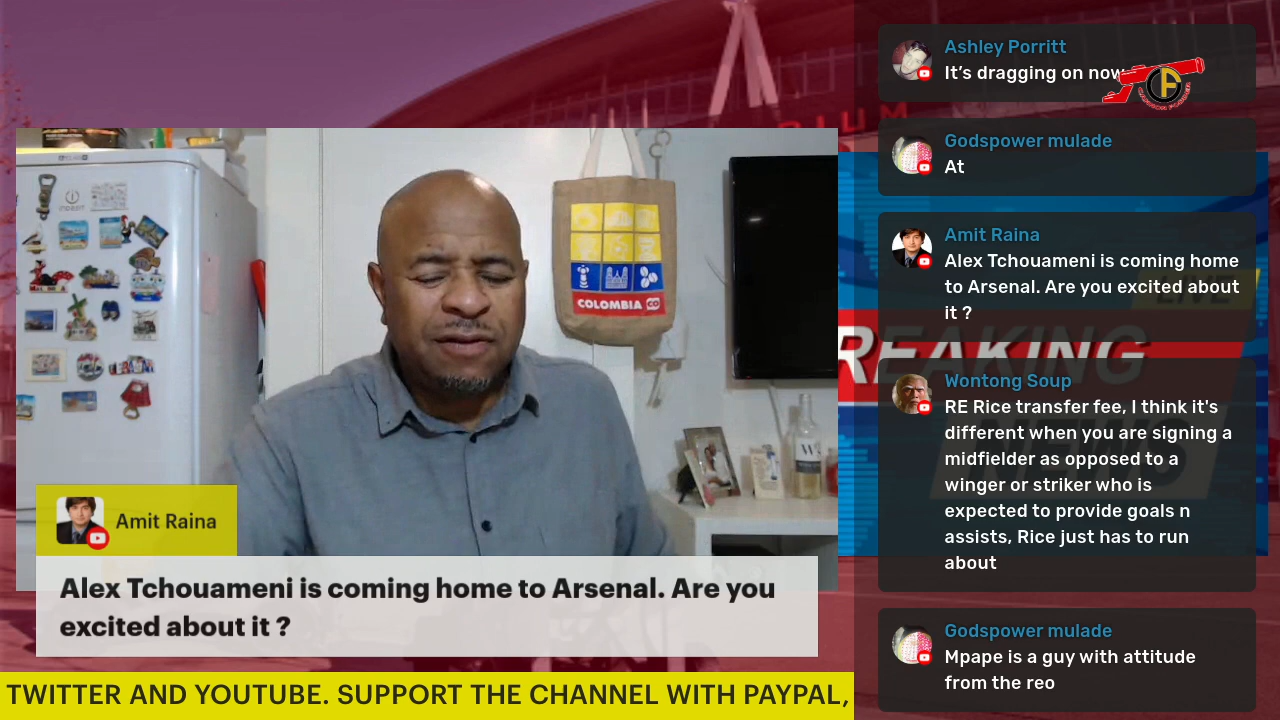 Ashley Porritt
It’s dragging on now
Godspower mulade
At
Amit Raina
Alex Tchouameni is coming home
to Arsenal. Are you excited about
it ?
LIVE
REAKING
Wontong Soup
RE Rice transfer fee, I think it's
different when you are signing a
midfielder as opposed to a
winger or striker who is
expected to provide goals n
assists, Rice just has to run
about
Godspower mulade
Mpape is a guy with attitude
from the reo
COLOMBIA CO
Amit Raina
Alex Tchouameni is coming home to Arsenal. Are you
excited about it ?
TWITTER AND YOUTUBE. SUPPORT THE CHANNEL WITH PAYPAL,